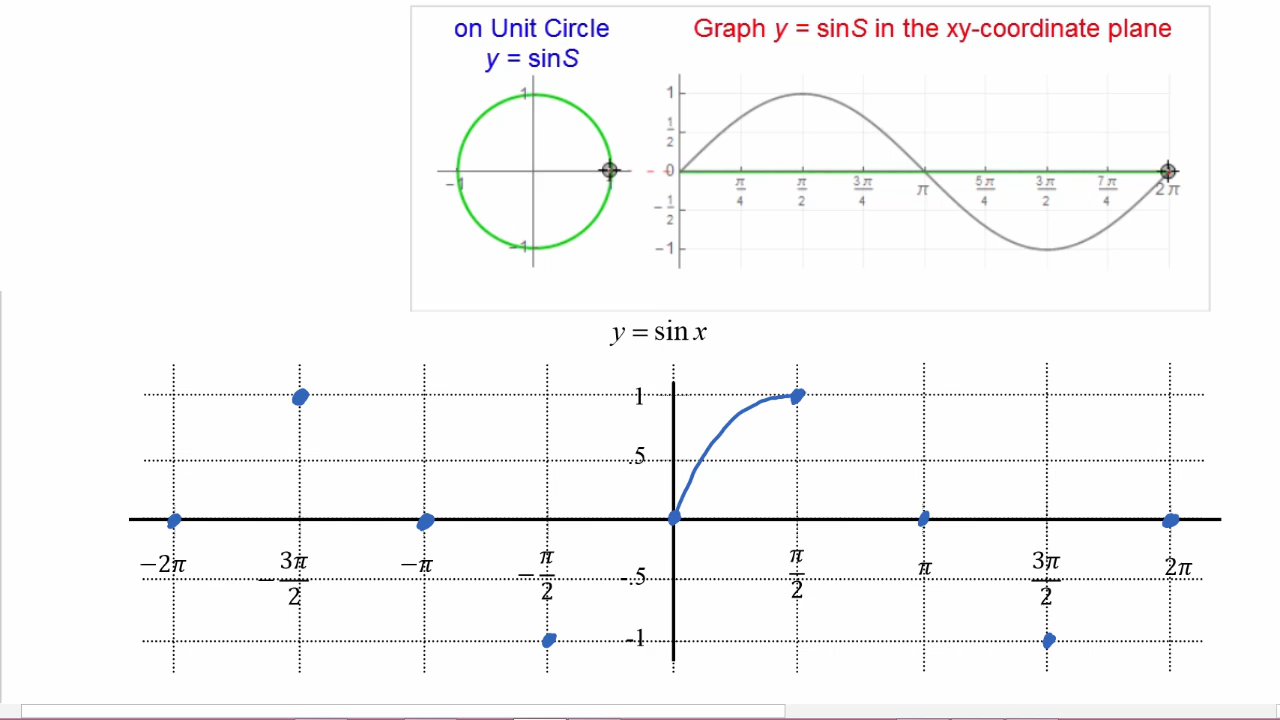 on Unit Circle
y = sinS
1
-1
1
-1
Graph y = sinS in the xy-coordinate plane
1
1/2
0
-1/2
-1
π/4
π/2
3π/4
π
5π/4
3π/2
7π/4
2π
y = sin x
1
.5
-2π
-3π/2
-π
-π/2
π/2
π
3π/2
2π
-.5
-1